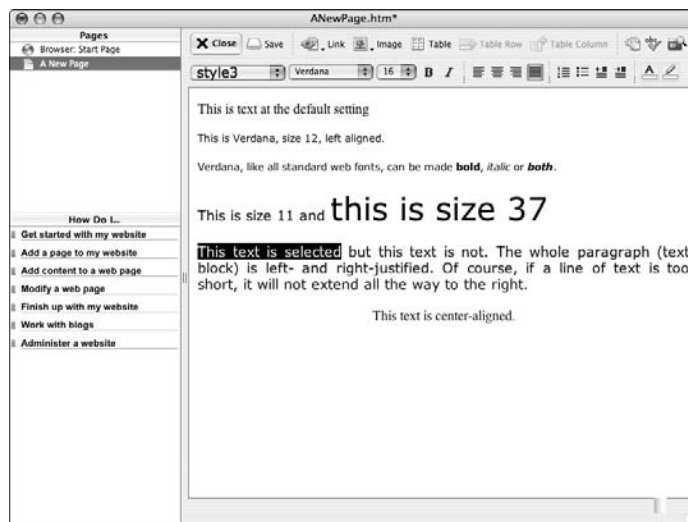 ANewPage.htm*
Pages
Browser: Start Page
A New Page
How Do I...
Get started with my website
Add a page to my website
Add content to a web page
Modify a web page
Finish up with my website
Work with blogs
Administer a website
Close Save Link Image Table Table Row Table Column
style3 Verdana 16 B I A
This is text at the default setting
This is Verdana, size 12, left aligned.
Verdana, like all standard web fonts, can be made bold, italic or both.
This is size 11 and this is size 37
This text is selected but this text is not. The whole paragraph (text
block) is left- and right-justified. Of course, if a line of text is too
short, it will not extend all the way to the right.
This text is center-aligned.